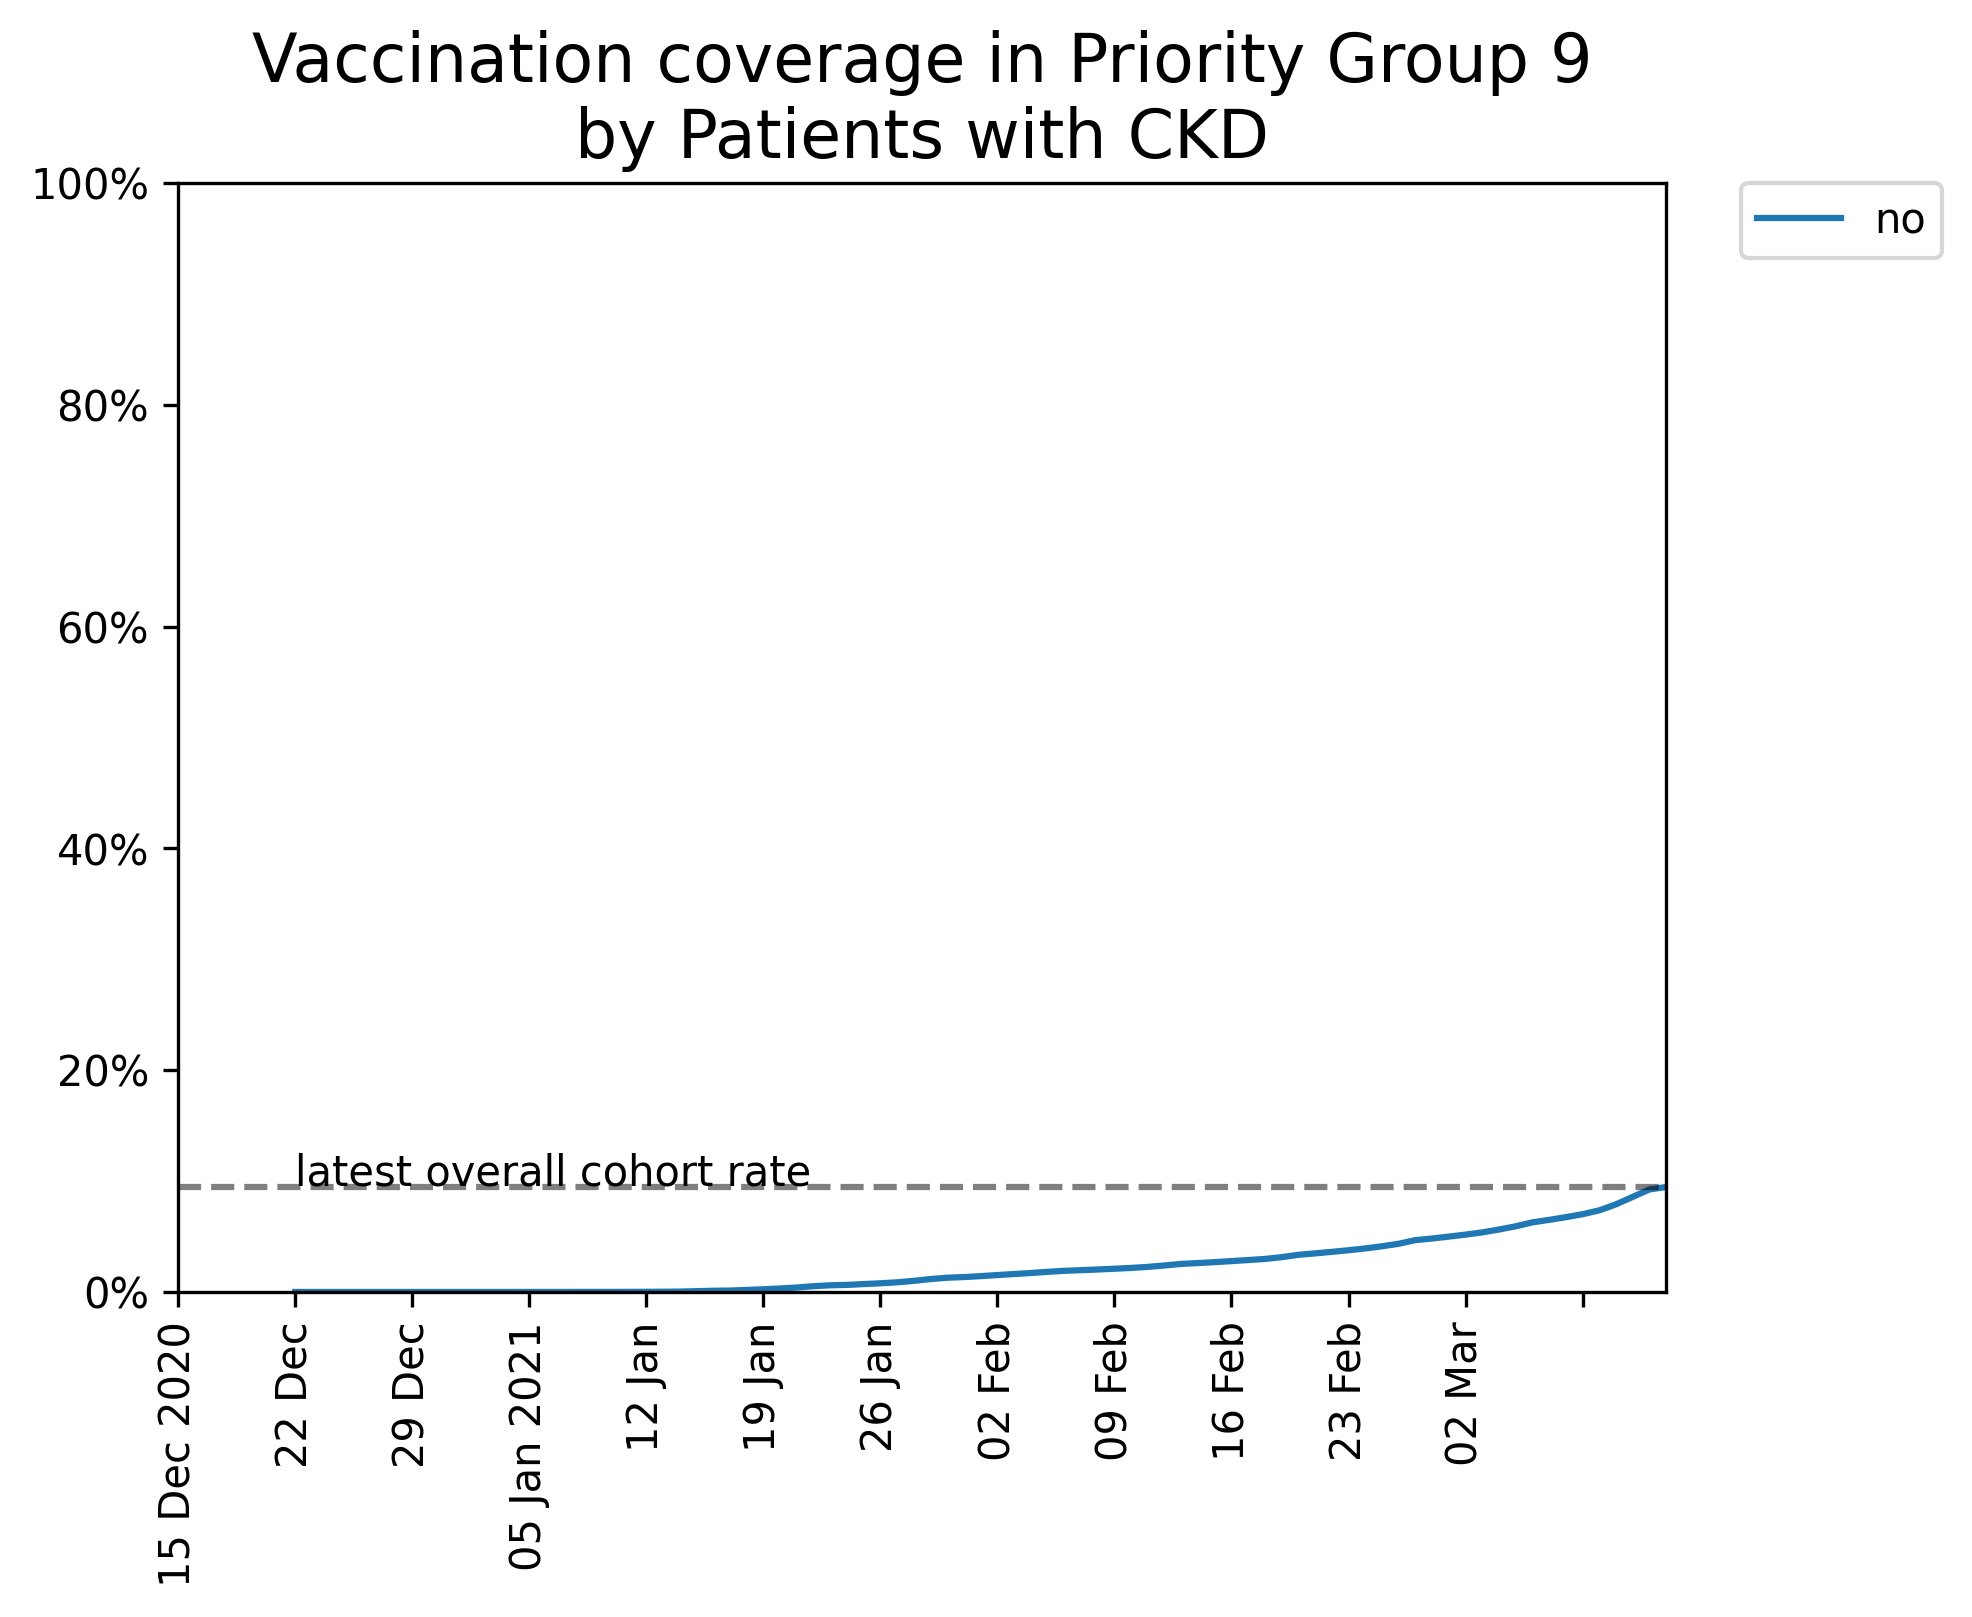 Vaccination coverage in Priority Group 9
by Patients with CKD
100%
80%
60%
40%
20%
0%
no
latest overall cohort rate
15 Dec 2020
22 Dec
29 Dec
05 Jan 2021
12 Jan
19 Jan
26 Jan
02 Feb
09 Feb
16 Feb
23 Feb
02 Mar